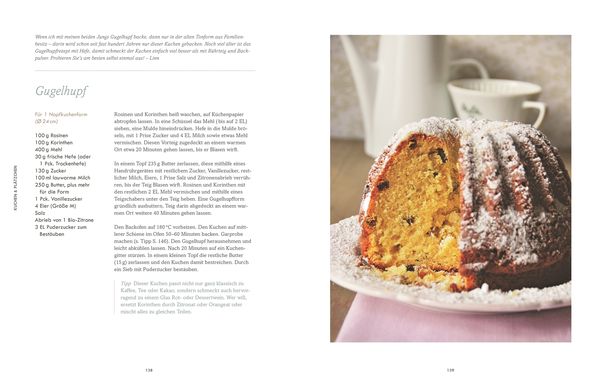 Wenn ich mit meinen beiden Jungs Gugelhupf backe, dann nur in der alten Tonform aus Familien-
besitz – darin wird schon seit fast hundert Jahren nur dieser Kuchen gebacken. Noch viel älter ist das
Gugelhupfrezept mit Hefe, damit schmeckt der Kuchen einfach viel besser als mit Rührteig und Back-
pulver. Probieren Sie's am besten selbst einmal aus! – Lien
Gugelhupf
Für 1 Napfkuchenform
(Ø 24 cm)
100 g Rosinen
100 g Korinthen
400 g Mehl
30 g frische Hefe (oder
1 Pck. Trockenhefe)
130 g Zucker
100 ml lauwarme Milch
250 g Butter, plus mehr
für die Form
1 Pck. Vanillezucker
4 Eier (Größe M)
Salz
Abrieb von 1 Bio-Zitrone
3 EL Puderzucker zum
Bestäuben
Rosinen und Korinthen heiß waschen, auf Küchenpapier
abtropfen lassen. In eine Schüssel das Mehl (bis auf 2 EL)
sieben, eine Mulde hineindrücken. Hefe in die Mulde brö-
seln, mit 1 Prise Zucker und 4 EL Milch sowie etwas Mehl
vermischen. Diesen Vorteig zugedeckt an einem warmen
Ort etwa 20 Minuten gehen lassen, bis er Blasen wirft.
In einem Topf 235 g Butter zerlassen, diese mithilfe eines
Handrührgerätes mit restlichem Zucker, Vanillezucker, rest-
licher Milch, Eiern, 1 Prise Salz und Zitronenabrieb verrüh-
ren, bis der Teig Blasen wirft. Rosinen und Korinthen mit
den restlichen 2 EL Mehl vermischen und mithilfe eines
Teigschabers unter den Teig heben. Eine Gugelhupfform
gründlich ausbuttern, Teig darin abgedeckt an einem war-
men Ort weitere 40 Minuten gehen lassen.
Den Backofen auf 180 °C vorheizen. Den Kuchen auf mitt-
lerer Schiene im Ofen 50–60 Minuten backen. Garprobe
machen (s. Tipp S. 146). Den Gugelhupf herausnehmen und
leicht abkühlen lassen. Nach 20 Minuten auf ein Kuchen-
gitter stürzen. In einem kleinen Topf die restliche Butter
(15 g) zerlassen und den Kuchen damit bestreichen. Durch
ein Sieb mit Puderzucker bestäuben.
Tipp: Dieser Kuchen passt nicht nur ganz klassisch zu
Kaffee, Tee oder Kakao, sondern schmeckt auch hervor-
ragend zu einem Glas Rot- oder Dessertwein. Wer will,
ersetzt Korinthen durch Zitronat oder Orangeat oder
mischt alles zu gleichen Teilen.
KUCHEN & PLÄTZCHEN
138
139